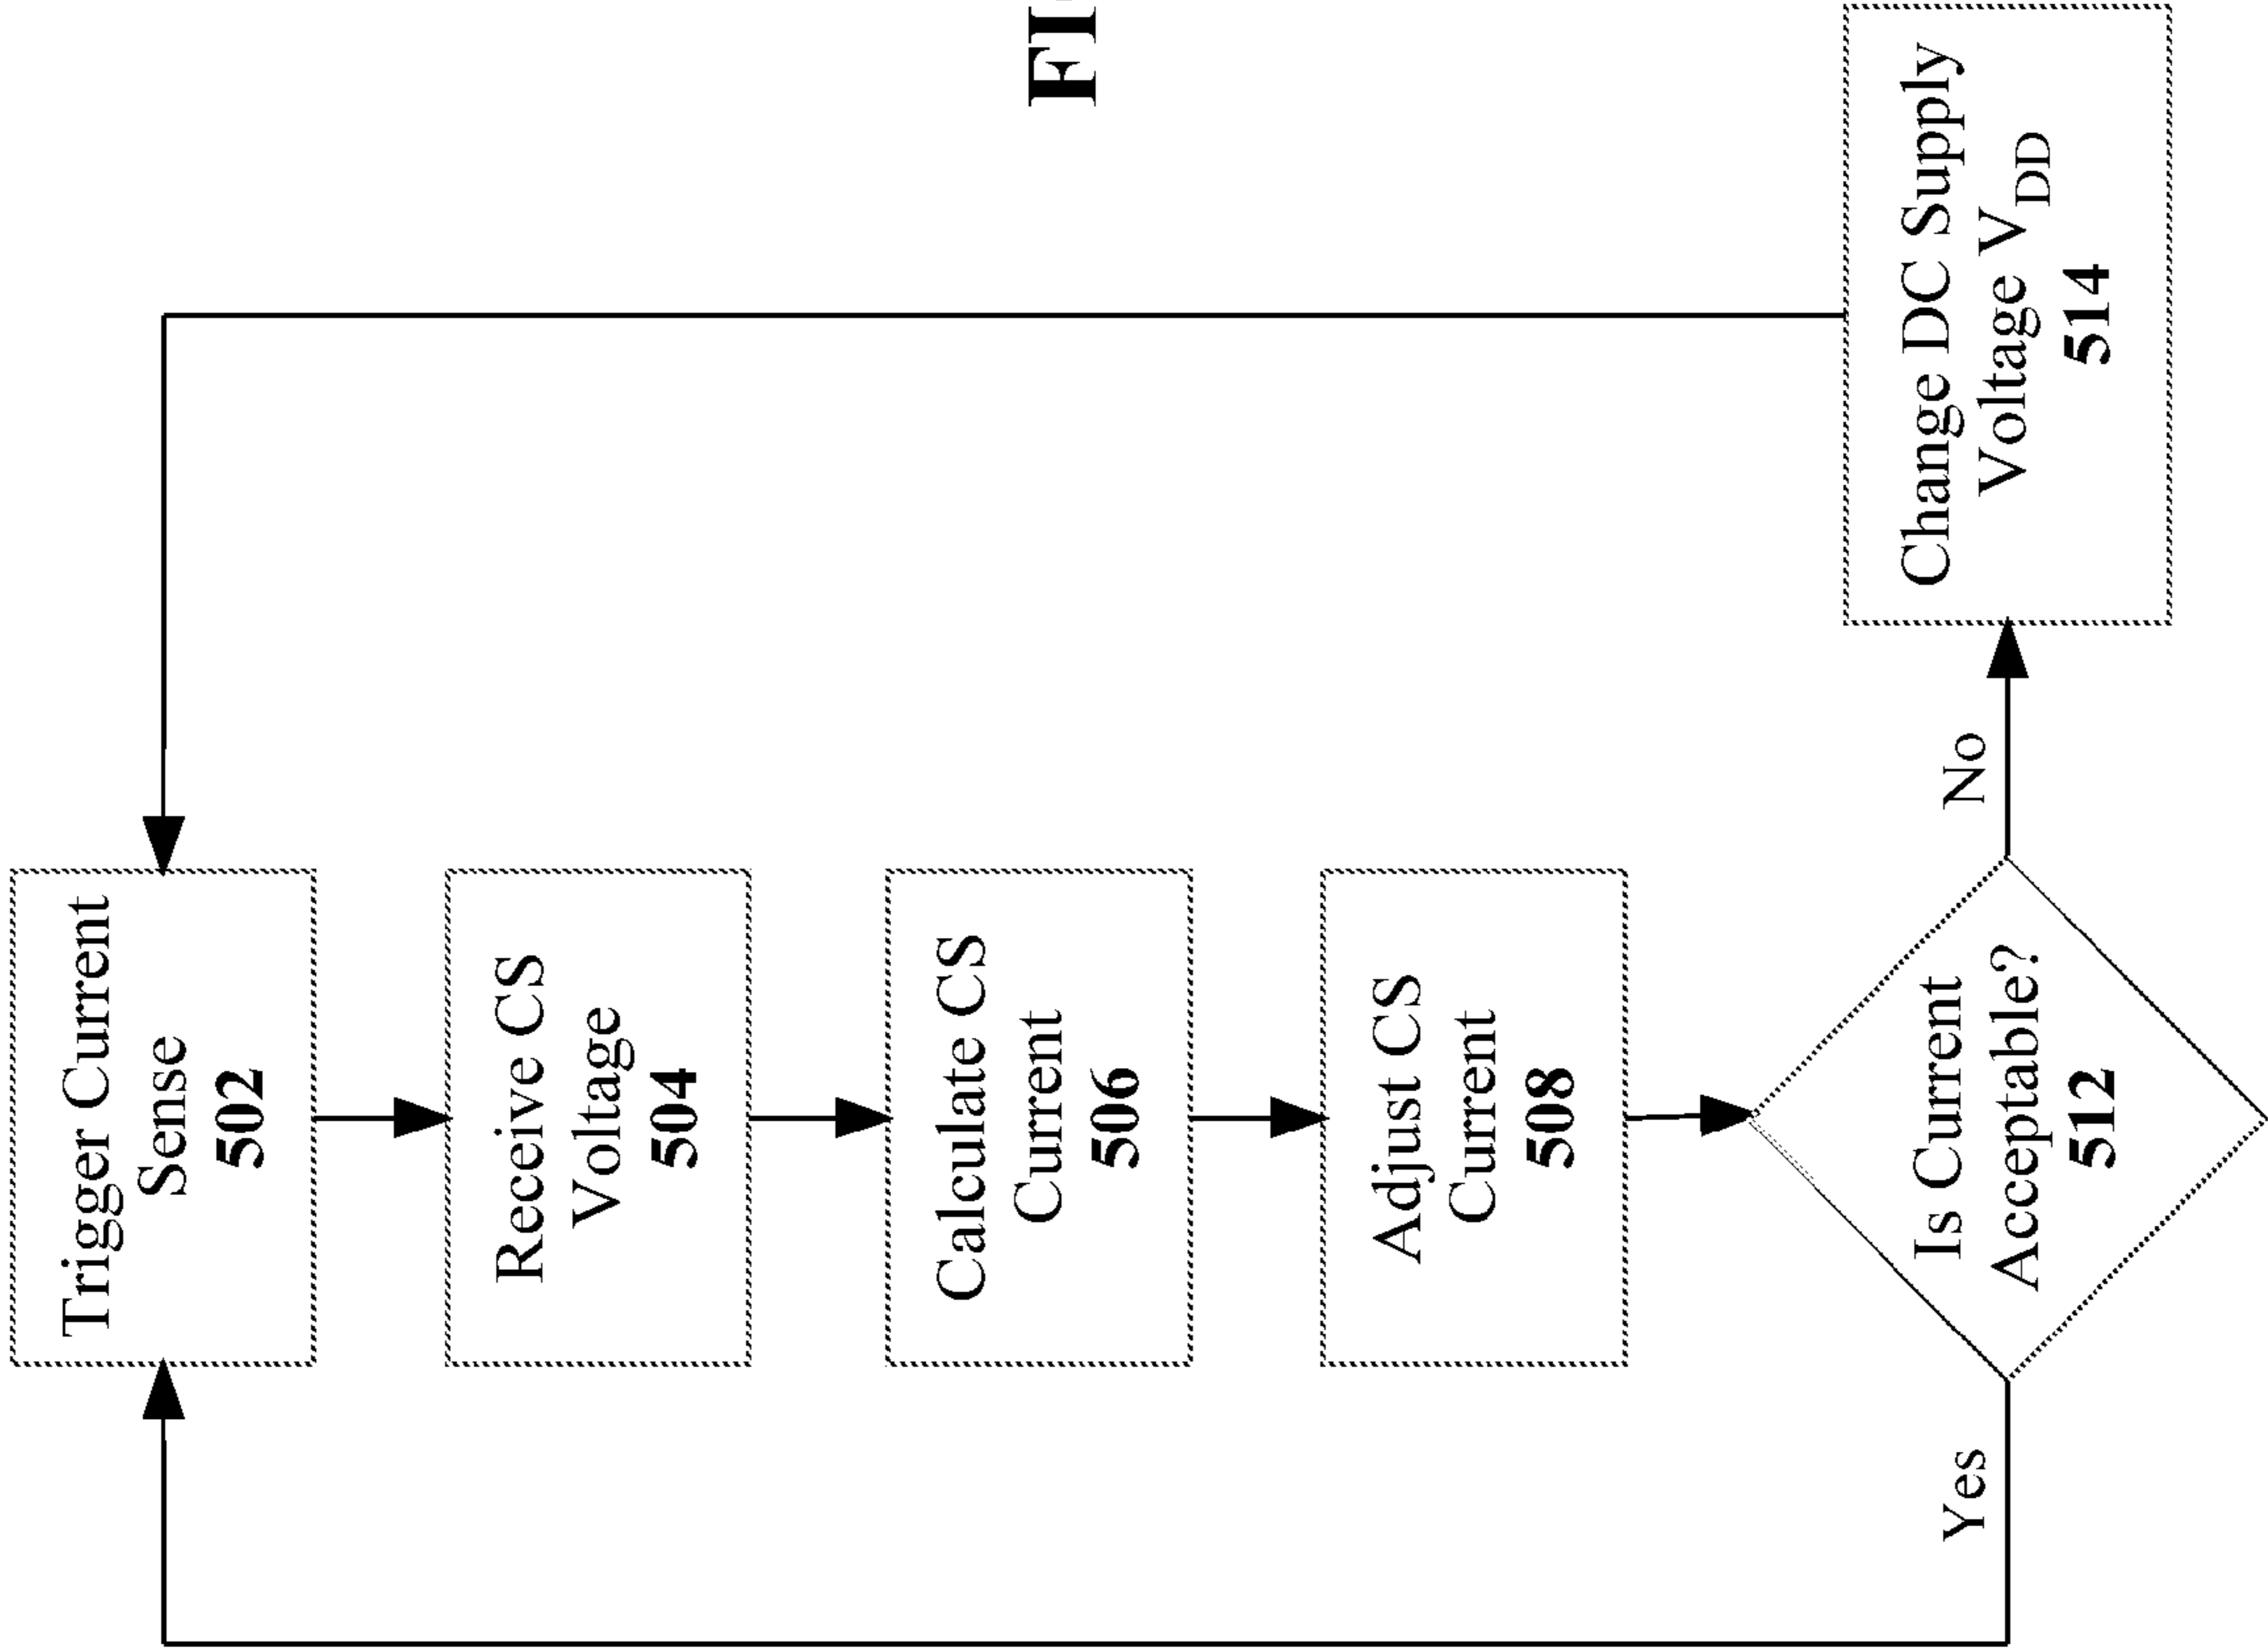 Trigger Current
Sense
502
Receive CS
Voltage
504
Calculate CS
Current
506
Adjust CS
Current
508
Is Current
Acceptable?
512
Yes
No
Change DC Supply
Voltage V_DD
514